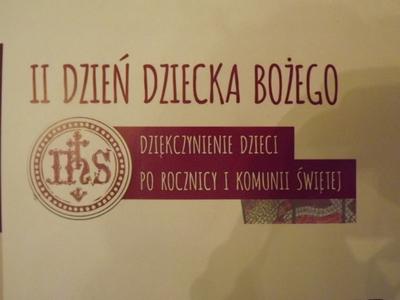 II DZIEŃ DZIECKA BOŻEGO
DZIĘKCZYNIENIE DZIECI
PO ROCZNICY I KOMUNII ŚWIĘTEJ
IHS